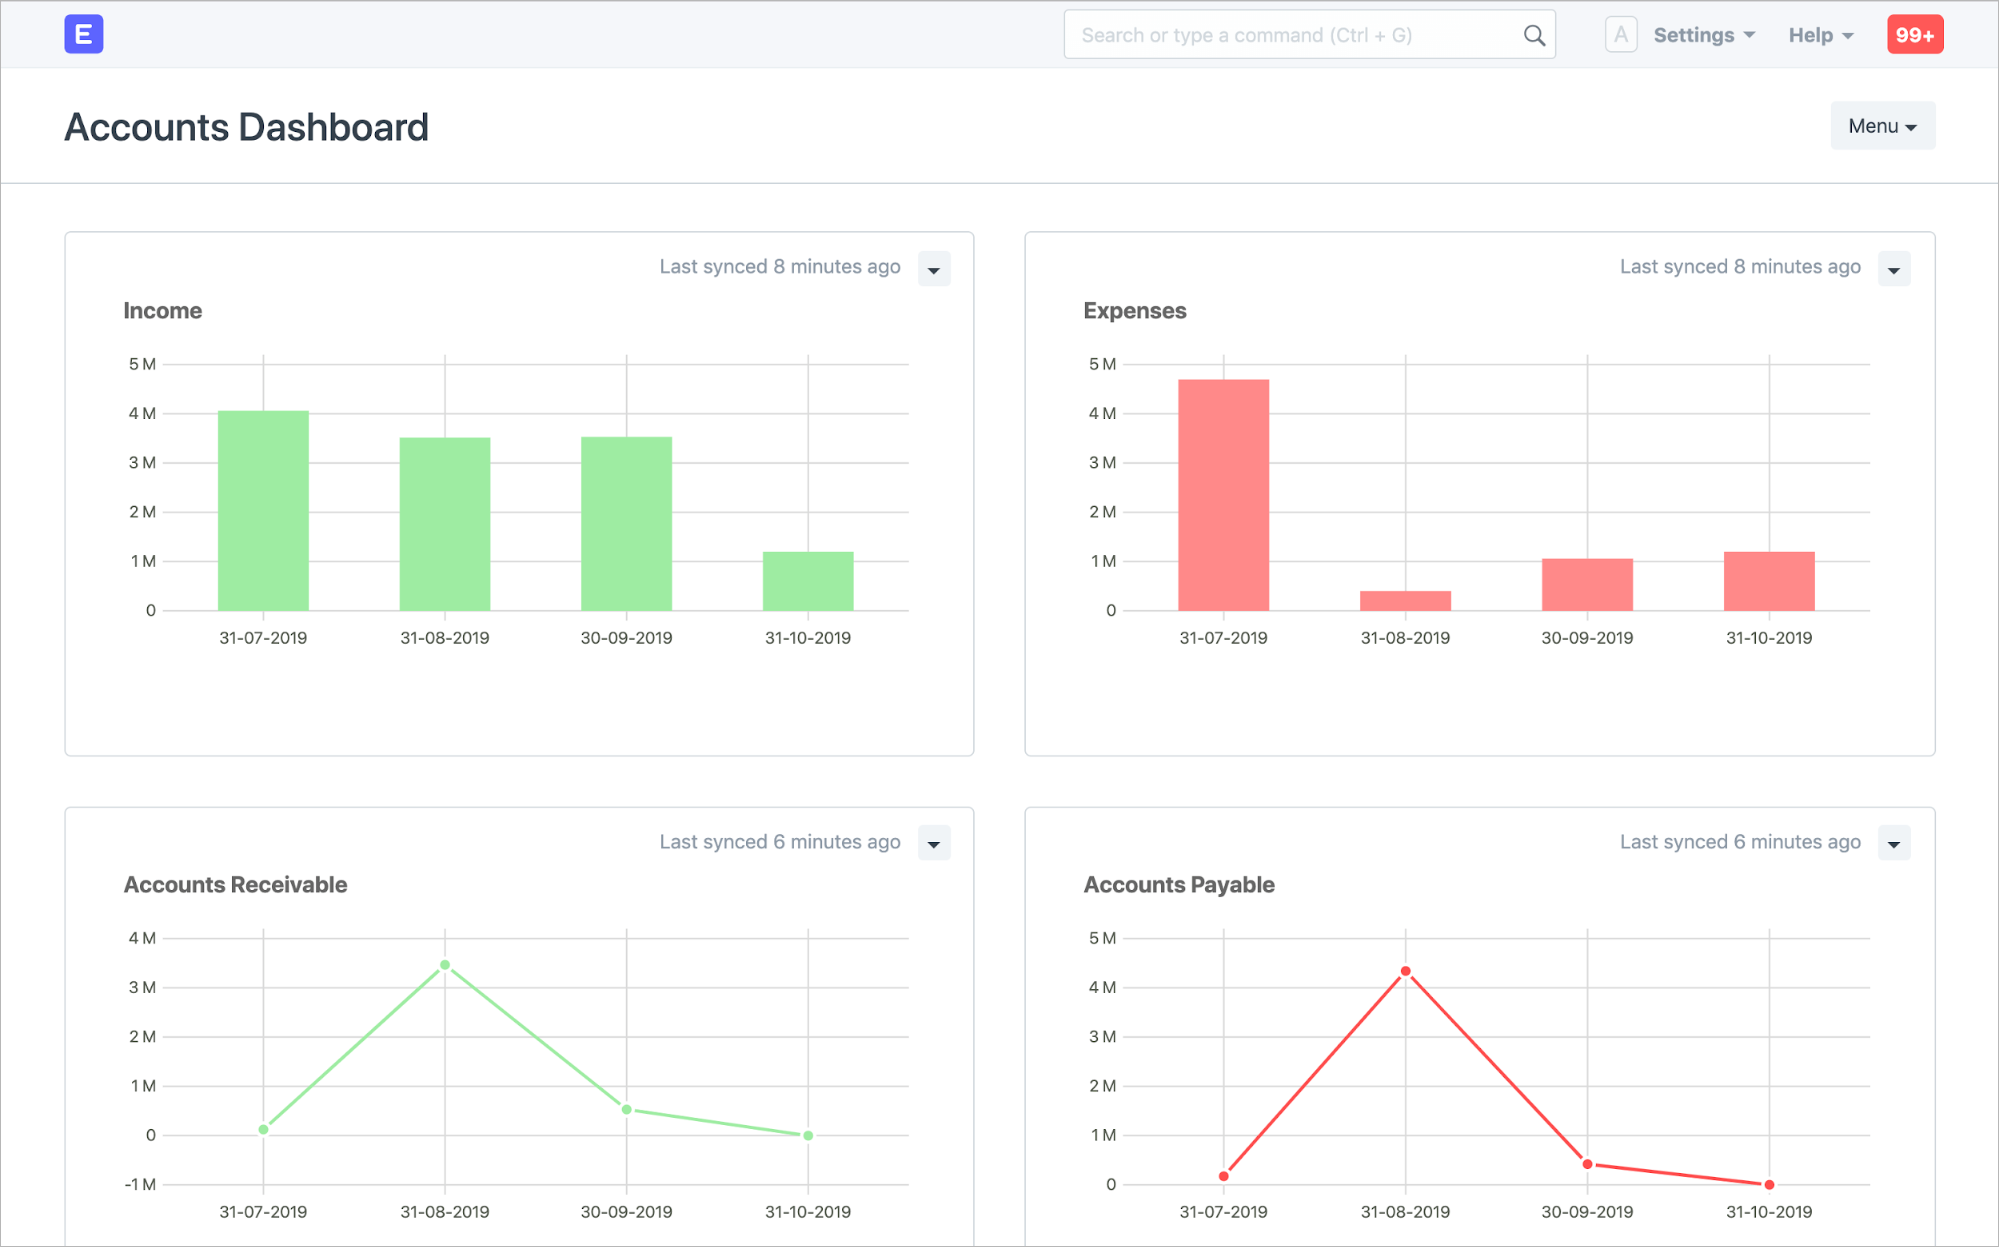 E
Search or type a command (Ctrl + G)
A Settings Help 99+
Accounts Dashboard
Menu
Last synced 8 minutes ago
Income
5 M
4 M
3 M
2 M
1 M
0
31-07-2019 31-08-2019 30-09-2019 31-10-2019
Last synced 8 minutes ago
Expenses
5 M
4 M
3 M
2 M
1 M
0
31-07-2019 31-08-2019 30-09-2019 31-10-2019
Last synced 6 minutes ago
Accounts Receivable
4 M
3 M
2 M
1 M
0
-1 M
31-07-2019 31-08-2019 30-09-2019 31-10-2019
Last synced 6 minutes ago
Accounts Payable
5 M
4 M
3 M
2 M
1 M
0
31-07-2019 31-08-2019 30-09-2019 31-10-2019